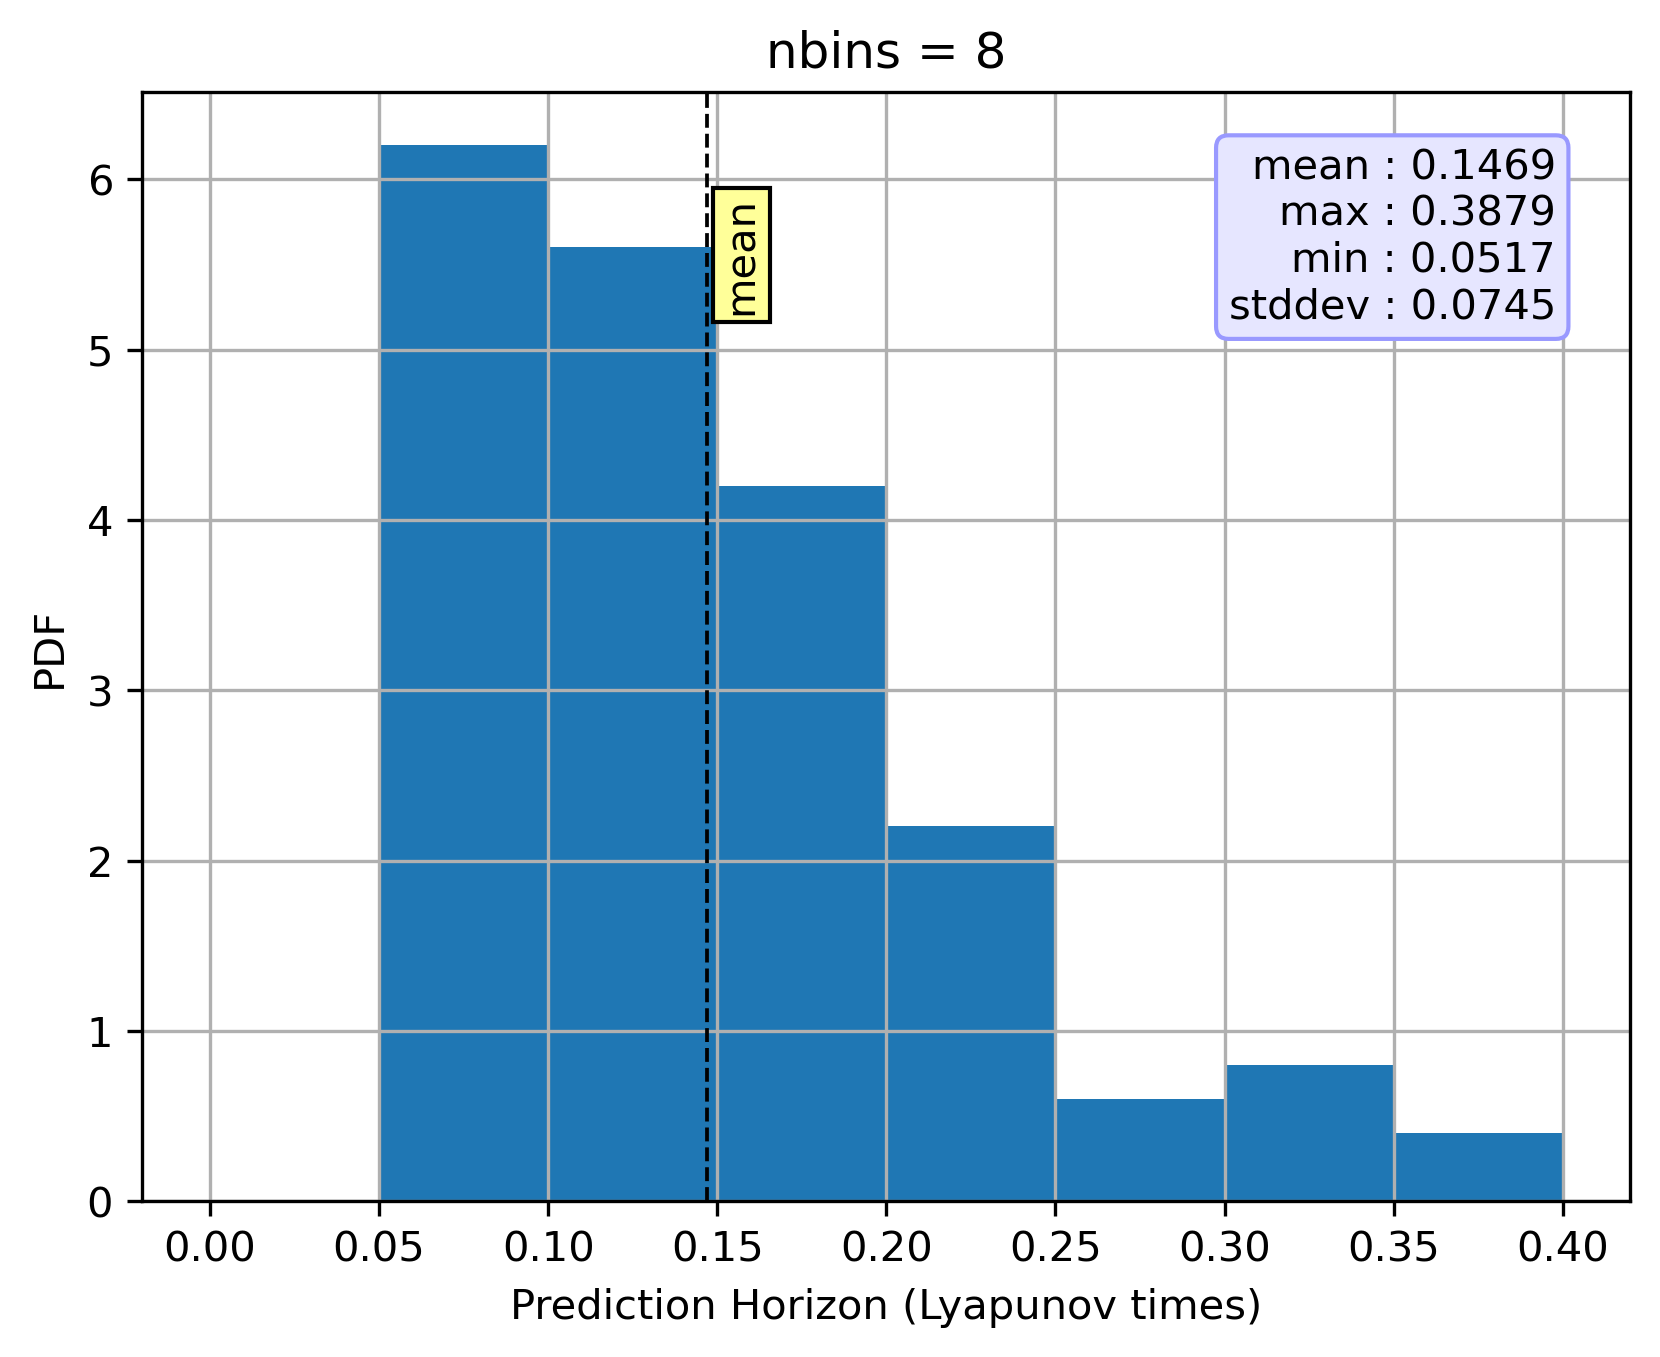 nbins = 8
mean : 0.1469
max : 0.3879
min : 0.0517
stddev : 0.0745
mean
PDF
6
5
4
3
2
1
0
0.00 0.05 0.10 0.15 0.20 0.25 0.30 0.35 0.40
Prediction Horizon (Lyapunov times)